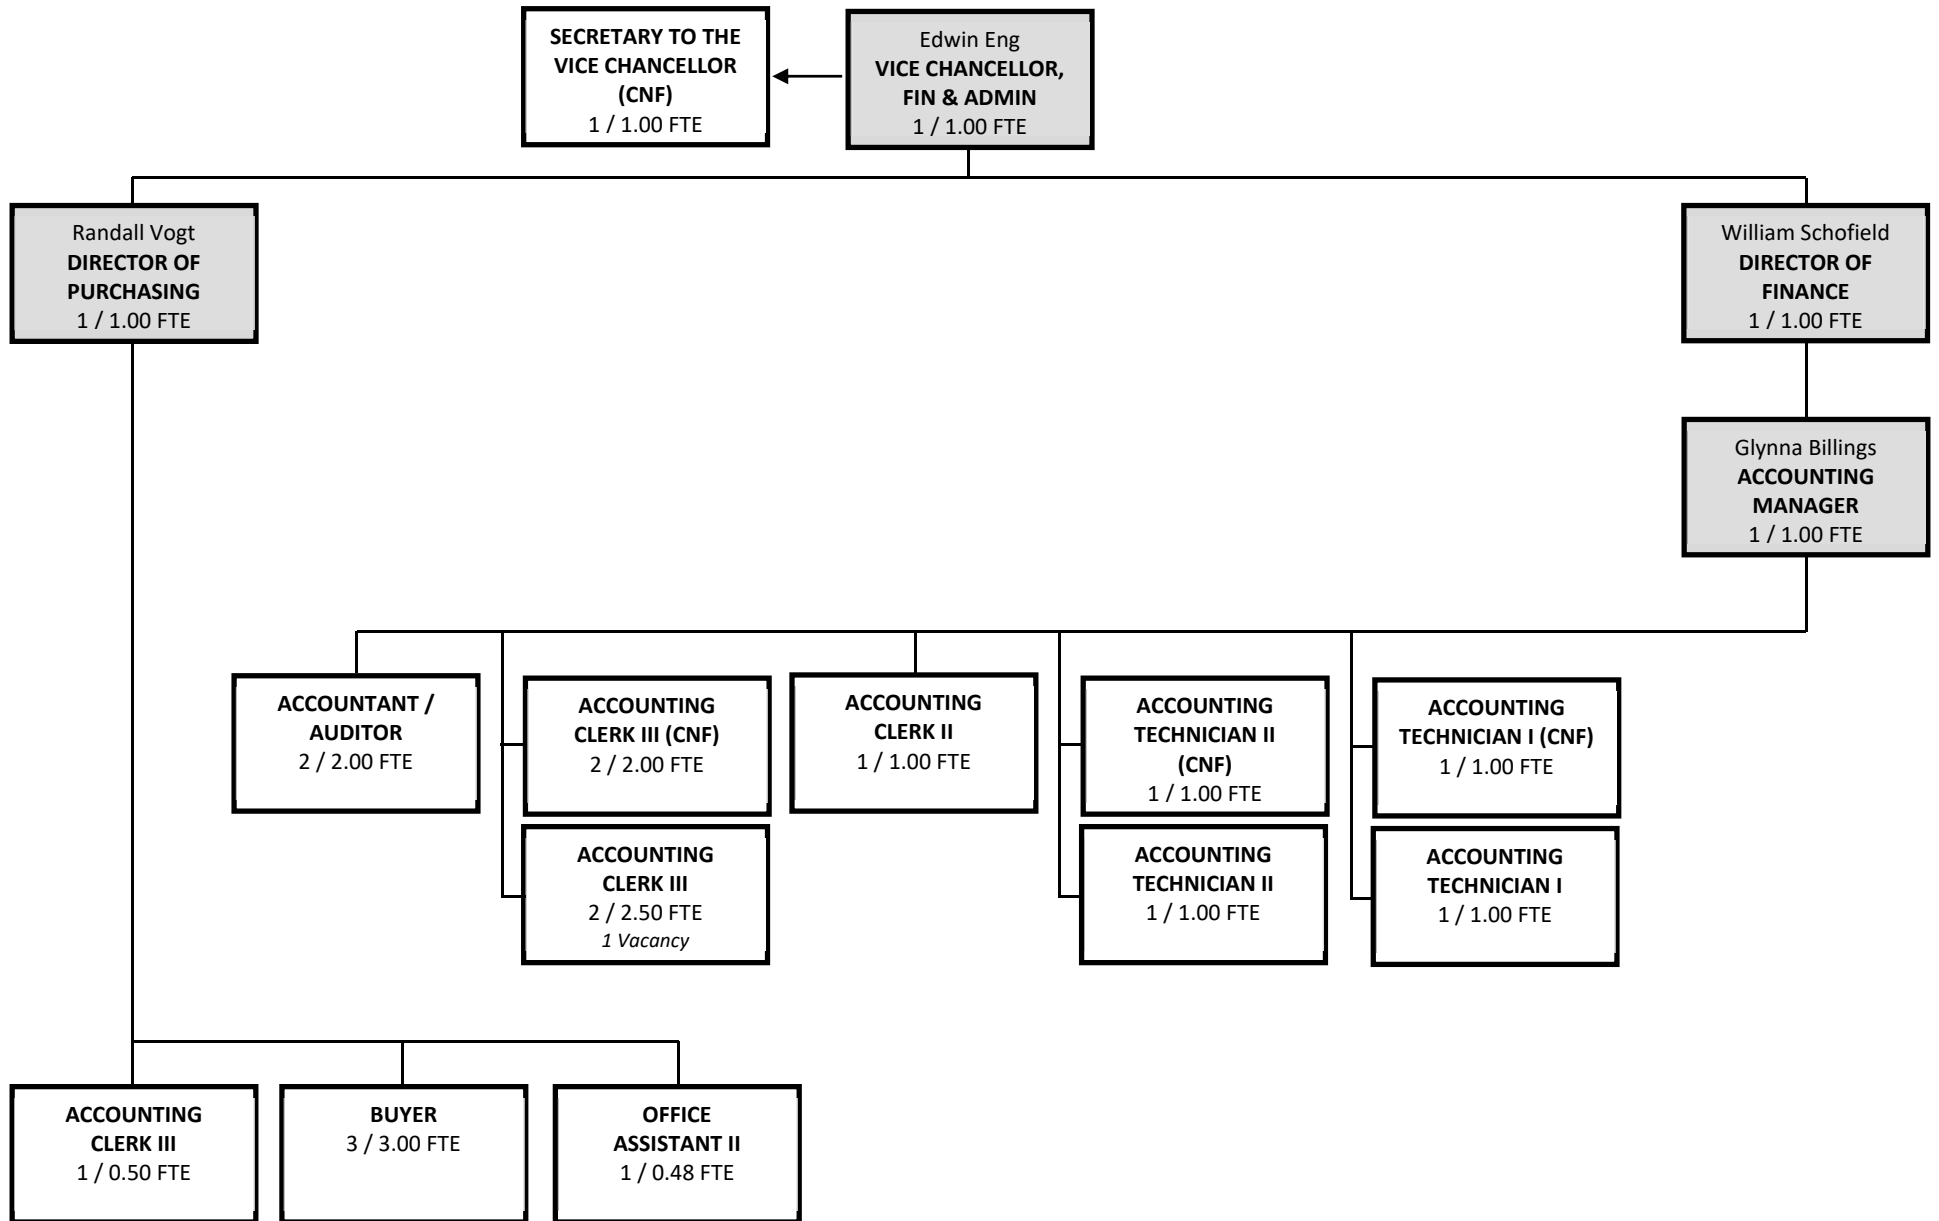 SECRETARY TO THE
VICE CHANCELLOR
(CNF)
1 / 1.00 FTE
Edwin Eng
VICE CHANCELLOR,
FIN & ADMIN
1 / 1.00 FTE
Randall Vogt
DIRECTOR OF
PURCHASING
1 / 1.00 FTE
William Schofield
DIRECTOR OF
FINANCE
1 / 1.00 FTE
Glynna Billings
ACCOUNTING
MANAGER
1 / 1.00 FTE
ACCOUNTANT /
AUDITOR
2 / 2.00 FTE
ACCOUNTING
CLERK III (CNF)
2 / 2.00 FTE
ACCOUNTING
CLERK II
1 / 1.00 FTE
ACCOUNTING
TECHNICIAN II
(CNF)
1 / 1.00 FTE
ACCOUNTING
TECHNICIAN I (CNF)
1 / 1.00 FTE
ACCOUNTING
CLERK III
2 / 2.50 FTE
1 Vacancy
ACCOUNTING
TECHNICIAN II
1 / 1.00 FTE
ACCOUNTING
TECHNICIAN I
1 / 1.00 FTE
ACCOUNTING
CLERK III
1 / 0.50 FTE
BUYER
3 / 3.00 FTE
OFFICE
ASSISTANT II
1 / 0.48 FTE